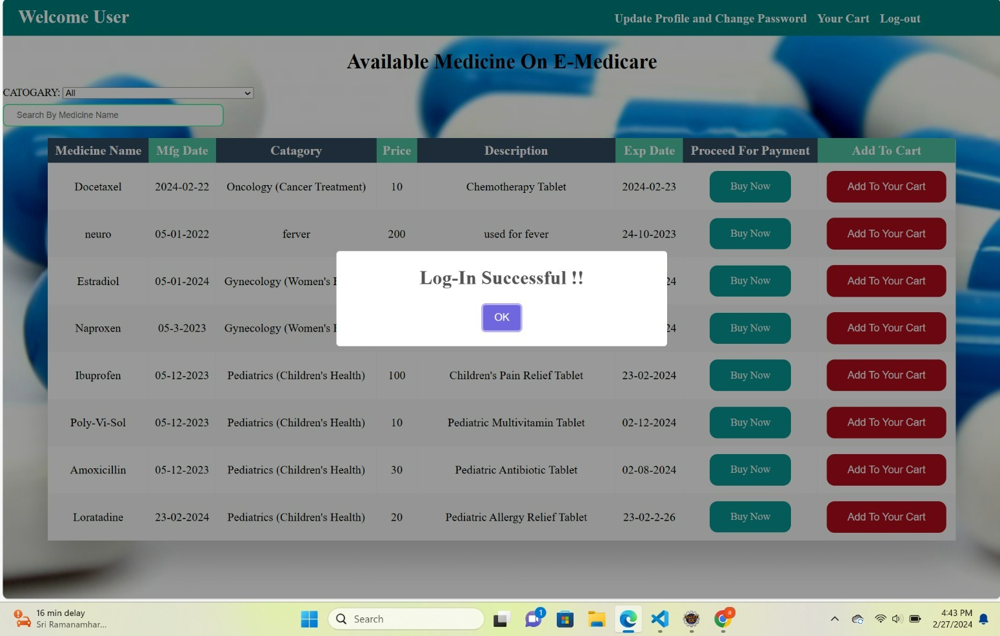 Welcome User
Update Profile and Change Password Your Cart Log-out
Available Medicine On E-Medicare
CATOGARY: All
Search By Medicine Name
Medicine Name Mfg Date Catagory Price Description Exp Date Proceed For Payment Add To Cart
Docetaxel 2024-02-22 Oncology (Cancer Treatment) 10 Chemotherapy Tablet 2024-02-23 Buy Now Add To Your Cart
neuro 05-01-2022 ferver 200 used for fever 24-10-2023 Buy Now Add To Your Cart
Estradiol 05-01-2024 Gynecology (Women's 24 Buy Now Add To Your Cart
Log-In Successful !!
OK
Naproxen 05-3-2023 Gynecology (Women's 24 Buy Now Add To Your Cart
Ibuprofen 05-12-2023 Pediatrics (Children's Health) 100 Children's Pain Relief Tablet 23-02-2024 Buy Now Add To Your Cart
Poly-Vi-Sol 05-12-2023 Pediatrics (Children's Health) 10 Pediatric Multivitamin Tablet 02-12-2024 Buy Now Add To Your Cart
Amoxicillin 05-12-2023 Pediatrics (Children's Health) 30 Pediatric Antibiotic Tablet 02-08-2024 Buy Now Add To Your Cart
Loratadine 23-02-2024 Pediatrics (Children's Health) 20 Pediatric Allergy Relief Tablet 23-02-2-26 Buy Now Add To Your Cart
16 min delay
Sri Ramanamhar...
Search
1
4:43 PM
2/27/2024